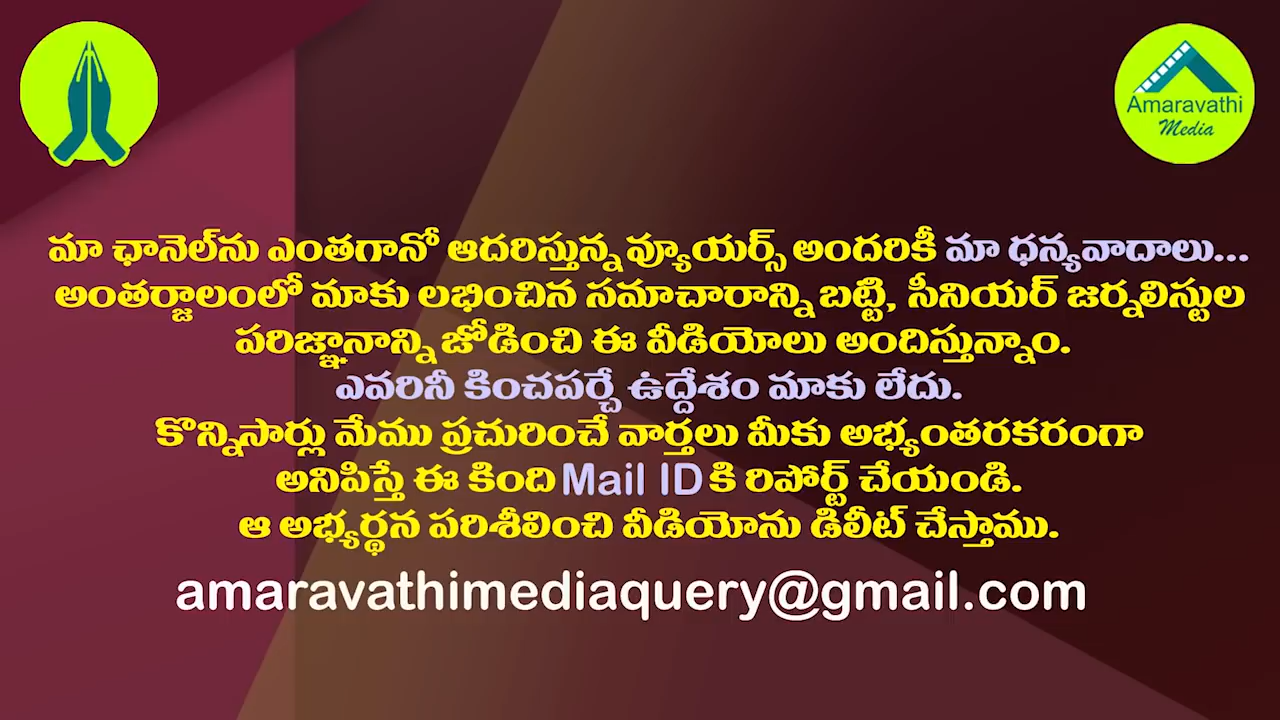 Amaravathi
Media
మా ఛానెల్‌ను ఎంతగానో ఆదరిస్తున్న వ్యూయర్స్ అందరికీ మా ధన్యవాదాలు...
అంతర్జాలంలో మాకు లభించిన సమాచారాన్ని బట్టి, సీనియర్ జర్నలిస్టుల
పరిజ్ఞానాన్ని జోడించి ఈ వీడియోలు అందిస్తున్నాం.
ఎవరినీ కించపర్చే ఉద్దేశం మాకు లేదు.
కొన్నిసార్లు మేము ప్రచురించే వార్తలు మీకు అభ్యంతరకరంగా
అనిపిస్తే ఈ కింది Mail ID కి రిపోర్ట్ చేయండి.
ఆ అభ్యర్థన పరిశీలించి వీడియోను డిలీట్ చేస్తాము.
amaravathimediaquery@gmail.com